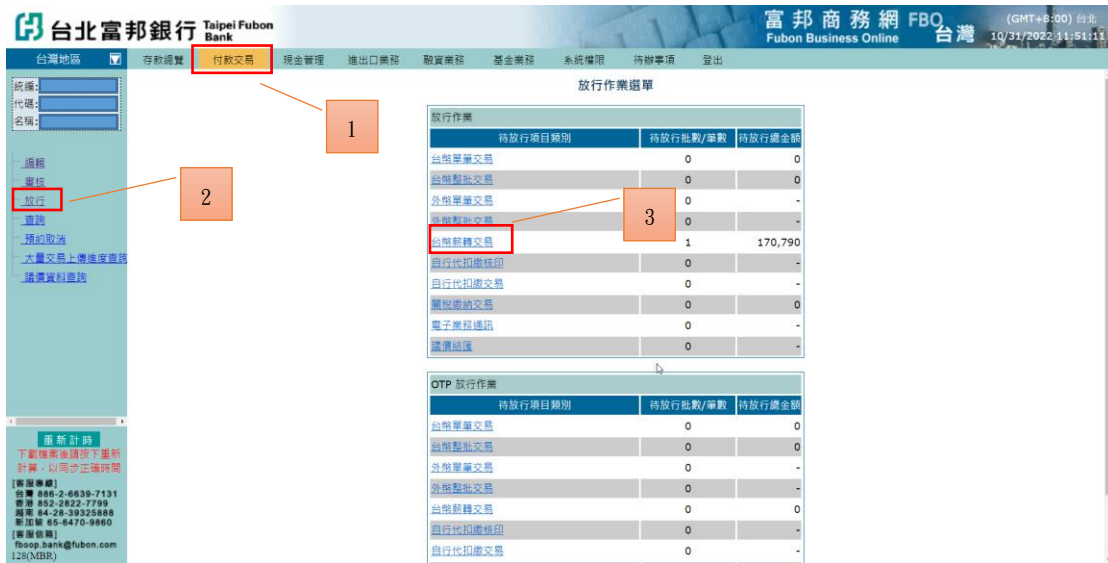 台北富邦銀行 Taipei Fubon Bank
富邦商務網 FBO台灣
Fubon Business Online
(GMT+8:00) 台北
10/31/2022 11:51:11
台灣地區
存款總覽 付款交易 現金管理 進出口業務 融資業務 基金業務 系統權限 待辦事項 登出
統編:
代碼:
名稱:
編輯
審核
放行
查詢
預約取消
大量交易上傳進度查詢
議價資料查詢
1
2
3
放行作業選單
放行作業
待放行項目類別 待放行批數/筆數 待放行總金額
台幣單筆交易 0 0
台幣整批交易 0 0
外幣單筆交易 0 -
外幣整批交易 0 -
台幣薪轉交易 1 170,790
自行代扣繳核印 0 -
自行代扣繳交易 0 -
關稅繳納交易 0 0
電子業務通訊 0 -
議價結匯 0 -
OTP 放行作業
待放行項目類別 待放行批數/筆數 待放行總金額
台幣單筆交易 0 0
台幣整批交易 0 0
外幣單筆交易 0 -
外幣整批交易 0 -
台幣薪轉交易 0 0
自行代扣繳核印 0 -
自行代扣繳交易 0 -
重新計時
下載檔案後請按下重新
計算，以同步正確時間
[客服專線]
台灣 886-2-6639-7131
香港 852-2822-7799
越南 84-28-39325888
新加坡 65-6470-9860
[客服信箱]
fboop.bank@fubon.com
128(MBR)